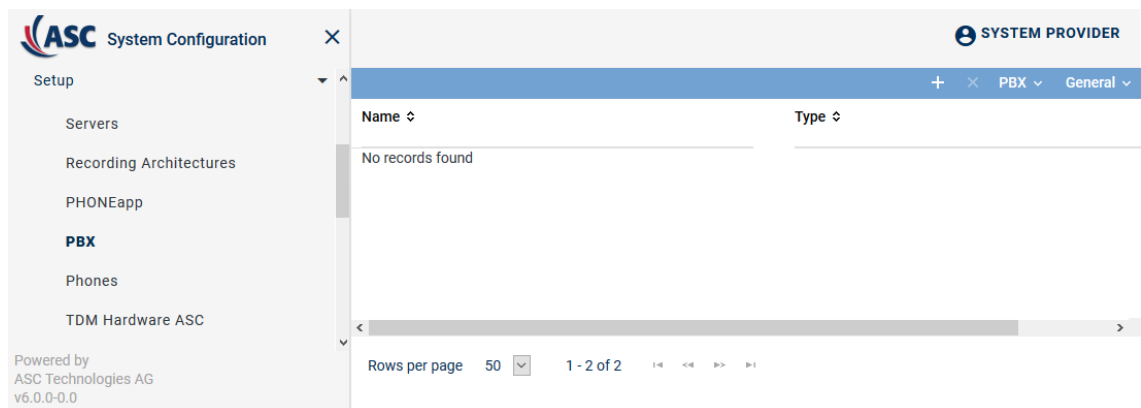 ASC System Configuration
SYSTEM PROVIDER
Setup
Servers
Recording Architectures
PHONEapp
PBX
Phones
TDM Hardware ASC
Powered by
ASC Technologies AG
v6.0.0-0.0
+ × PBX General
Name Type
No records found
Rows per page 50 1 - 2 of 2